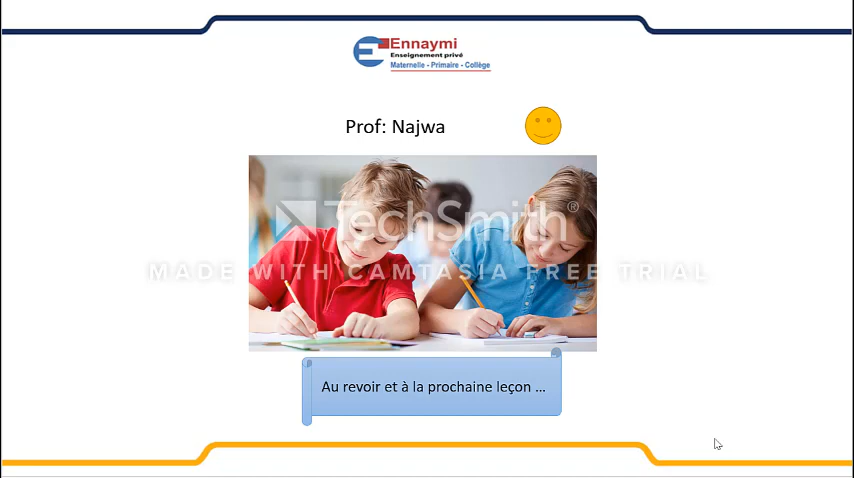 Ennaymi
Enseignement privé
Maternelle - Primaire - Collège
Prof: Najwa
TechSmith®
MADE WITH CAMTASIA FREE TRIAL
Au revoir et à la prochaine leçon ...